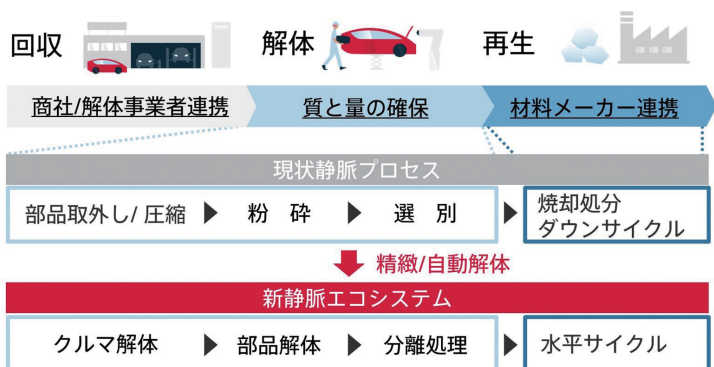 回収
解体
再生
商社/解体事業者連携
質と量の確保
材料メーカー連携
現状静脈プロセス
部品取外し/ 圧縮 ▶ 粉 砕 ▶ 選 別 ▶ 焼却処分
ダウンサイクル
精緻/自動解体
新静脈エコシステム
クルマ解体 ▶ 部品解体 ▶ 分離処理 ▶ 水平サイクル